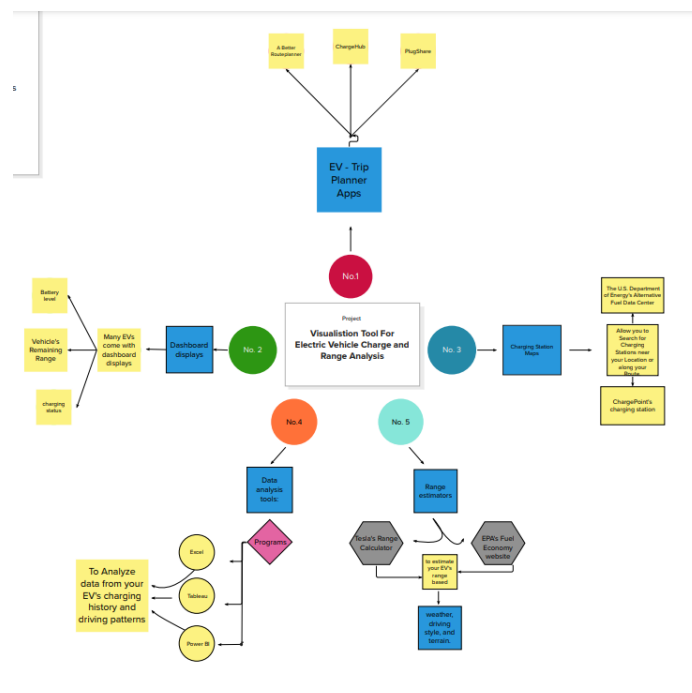 s
A Better
Routeplanner
ChargeHub
PlugShare
EV - Trip
Planner
Apps
No.1
Project
Visualistion Tool For
Electric Vehicle Charge and
Range Analysis
No. 2
Dashboard
displays
Many EVs
come with
dashboard
displays
Battery
level
Vehicle's
Remaining
Range
charging
status
No. 3
Charging Station
Maps
The U.S. Department
of Energy's Alternative
Fuel Data Center
Allow you to
Search for
Charging
Stations near
your Location or
along your
Route
ChargePoint's
charging station
No.4
Data
analysis
tools:
Programs
Excel
Tableau
Power BI
To Analyze
data from your
EV's charging
history and
driving patterns
No. 5
Range
estimators
Tesla's Range
Calculator
EPA's Fuel
Economy
website
to estimate
your EV's
range
based
weather,
driving
style, and
terrain.